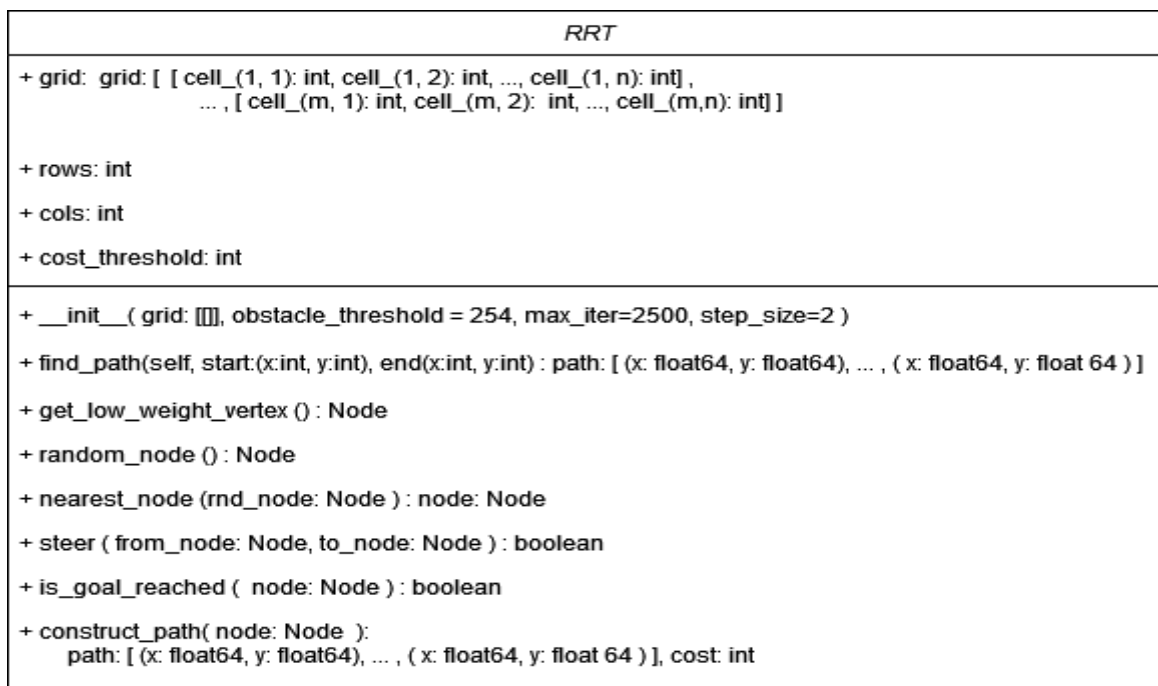 RRT
+ grid: grid: [ [ cell_(1, 1): int, cell_(1, 2): int, ..., cell_(1, n): int] ,
... , [ cell_(m, 1): int, cell_(m, 2): int, ..., cell_(m,n): int] ]
+ rows: int
+ cols: int
+ cost_threshold: int
+ __init__( grid: [[]], obstacle_threshold = 254, max_iter=2500, step_size=2 )
+ find_path(self, start:(x:int, y:int), end(x:int, y:int) : path: [ (x: float64, y: float64), ... , ( x: float64, y: float 64 ) ]
+ get_low_weight_vertex () : Node
+ random_node () : Node
+ nearest_node (rnd_node: Node ) : node: Node
+ steer ( from_node: Node, to_node: Node ) : boolean
+ is_goal_reached ( node: Node ) : boolean
+ construct_path( node: Node ):
path: [ (x: float64, y: float64), ... , ( x: float64, y: float 64 ) ], cost: int